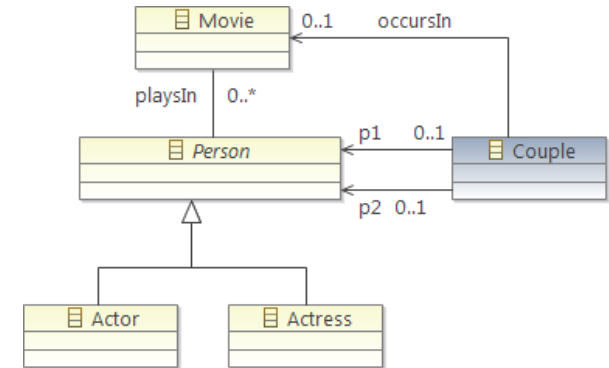 Movie 0..1 occursIn
playsIn 0..*
Person p1 0..1 Couple
p2 0..1
Actor Actress